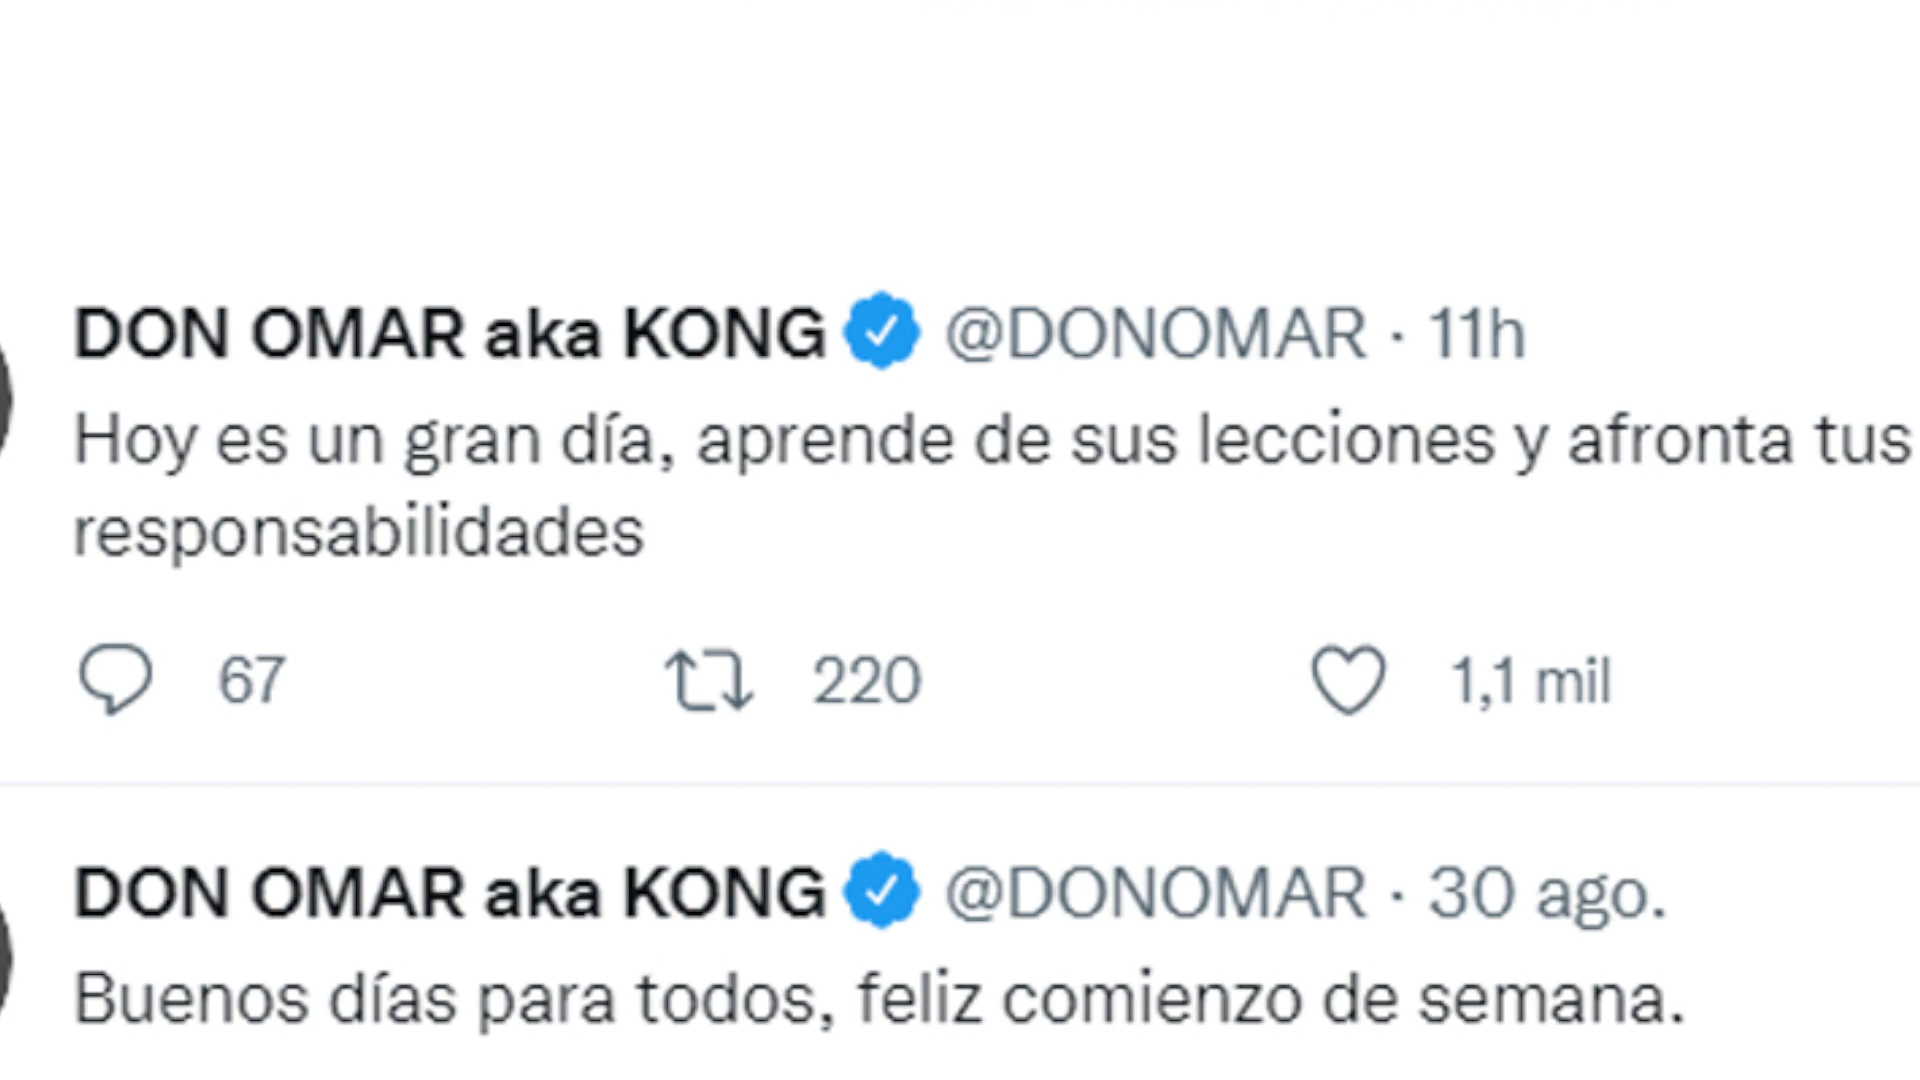 DON OMAR aka KONG @DONOMAR · 11h
Hoy es un gran día, aprende de sus lecciones y afronta tus
responsabilidades
67 220 1,1 mil
DON OMAR aka KONG @DONOMAR · 30 ago.
Buenos días para todos, feliz comienzo de semana.